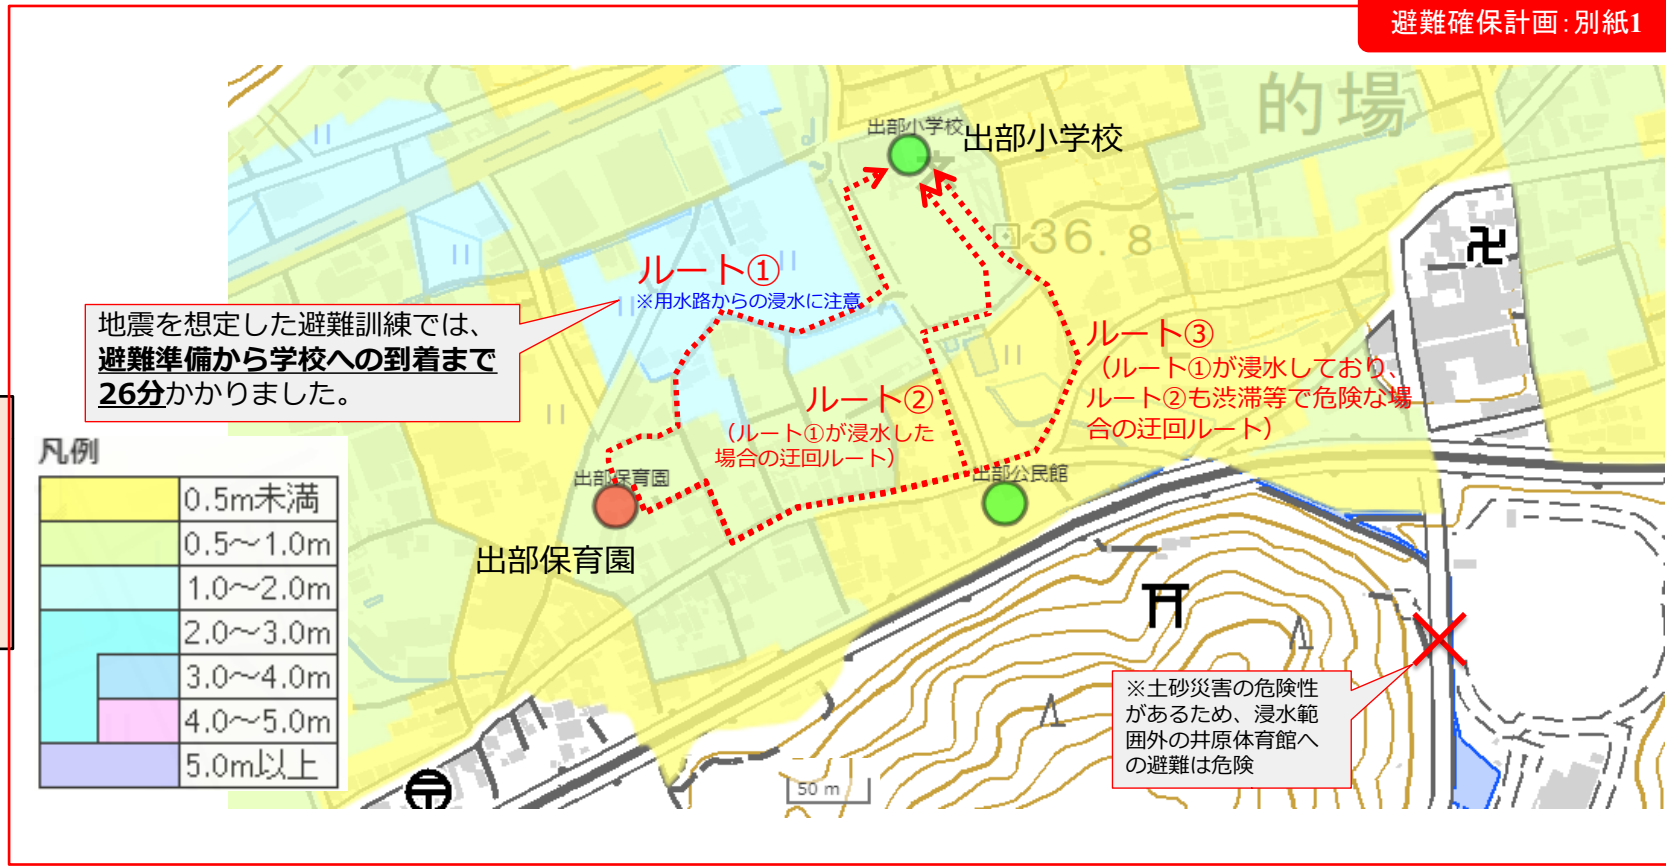 避難確保計画：別紙1
的場
出部小学校
出部小学校
36.8
ルート①
※用水路からの浸水に注意
地震を想定した避難訓練では、
避難準備から学校への到着まで
26分かかりました。
ルート③
（ルート①が浸水しており、
ルート②も渋滞等で危険な場
合の迂回ルート）
ルート②
（ルート①が浸水した
場合の迂回ルート）
出部保育園
出部公民館
出部保育園
凡例
0.5m未満
0.5～1.0m
1.0～2.0m
2.0～3.0m
3.0～4.0m
4.0～5.0m
5.0m以上
※土砂災害の危険性
があるため、浸水範
囲外の井原体育館へ
の避難は危険
50 m